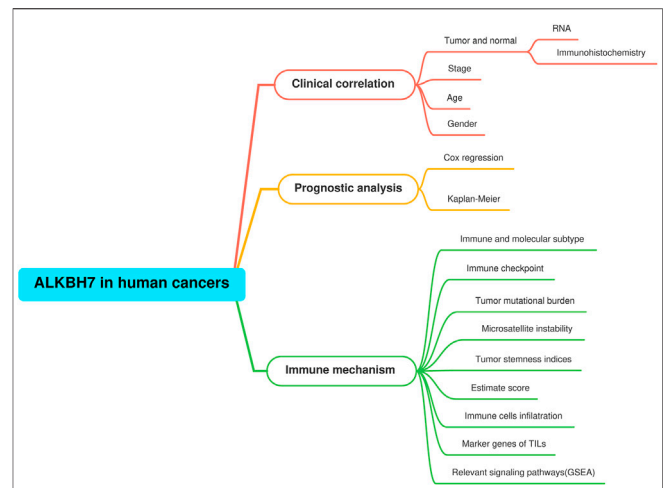 ALKBH7 in human cancers
Clinical correlation
Tumor and normal
RNA
Immunohistochemistry
Stage
Age
Gender
Prognostic analysis
Cox regression
Kaplan-Meier
Immune mechanism
Immune and molecular subtype
Immune checkpoint
Tumor mutational burden
Microsatellite instability
Tumor stemness indices
Estimate score
Immune cells infilatration
Marker genes of TILs
Relevant signaling pathways(GSEA)